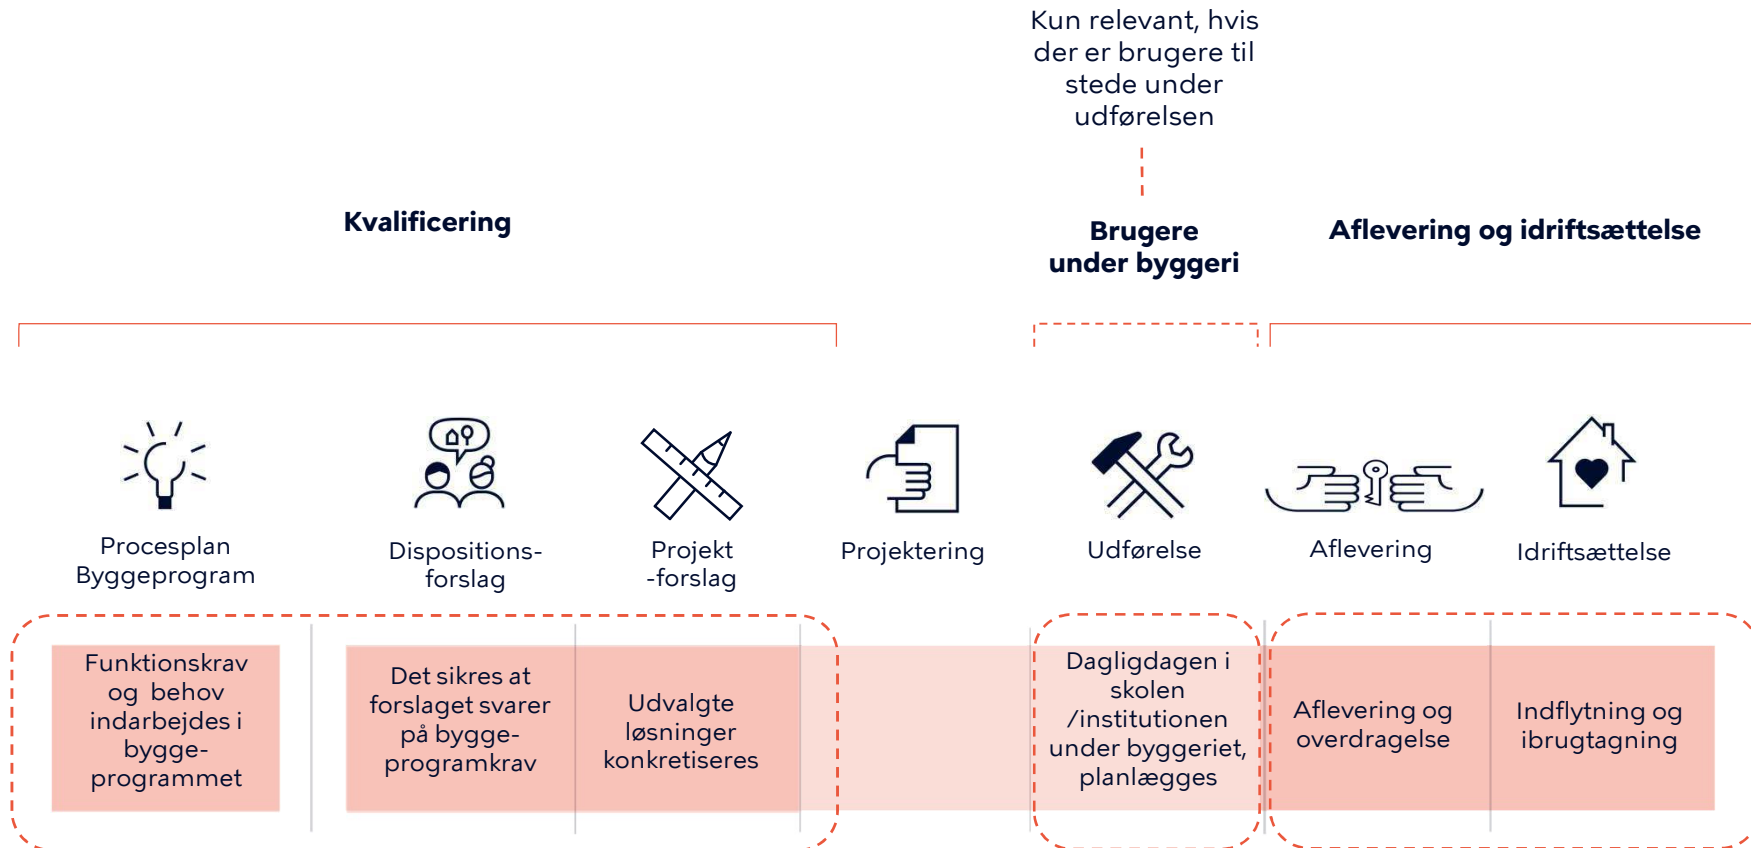 Kun relevant, hvis
der er brugere til
stede under
udførelsen
Kvalificering
Brugere
under byggeri
Aflevering og idriftsættelse
Procesplan
Byggeprogram
Dispositions-
forslag
Projekt
-forslag
Projektering
Udførelse
Aflevering
Idriftsættelse
Funktionskrav
og behov
indarbejdes i
bygge-
programmet
Det sikres at
forslaget svarer
på bygge-
programkrav
Udvalgte
løsninger
konkretiseres
Dagligdagen i
skolen
/institutionen
under byggeriet,
planlægges
Aflevering og
overdragelse
Indflytning og
ibrugtagning